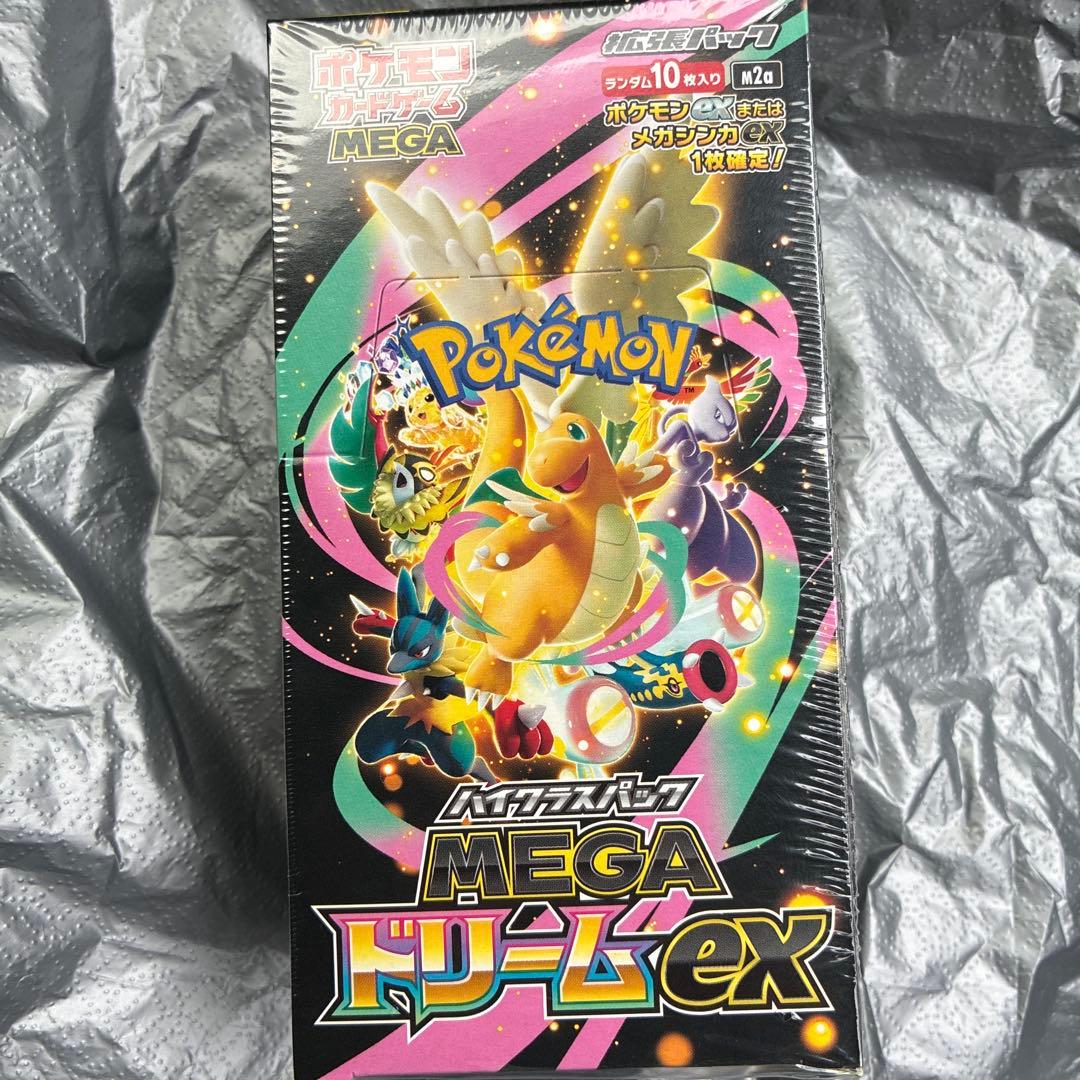 ポケモン
カードゲーム
MEGA
拡張パック
ランダム10枚入り M2a
ポケモンexまたは
メガシンカex
1枚確定!
POKÉMON
TM
ハイクラスパック
MEGA
ドリームex